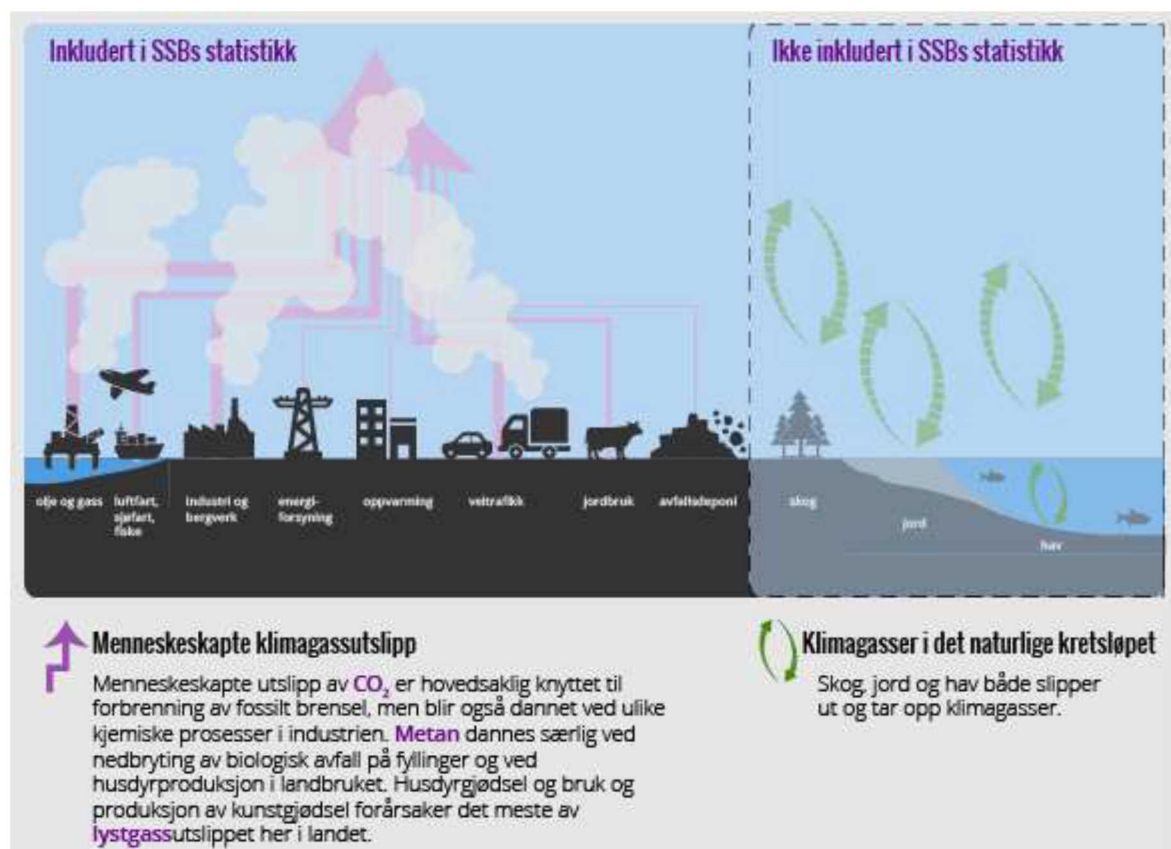 Inkludert i SSBs statistikk
Ikke inkludert i SSBs statistikk
olje og gass
luftfart,
sjøfart,
fiske
industri og
bergverk
energi-
forsyning
oppvarming
veitrafikk
jordbruk
avfallsdeponi
skog
jord
hav
Menneskeskapte klimagassutslipp
Menneskeskapte utslipp av CO₂ er hovedsaklig knyttet til
forbrenning av fossilt brensel, men blir også dannet ved ulike
kjemiske prosesser i industrien. Metan dannes særlig ved
nedbryting av biologisk avfall på fyllinger og ved
husdyrproduksjon i landbruket. Husdyrgjødsel og bruk og
produksjon av kunstgjødsel forårsaker det meste av
lystgassutslippet her i landet.
Klimagasser i det naturlige kretsløpet
Skog, jord og hav både slipper
ut og tar opp klimagasser.